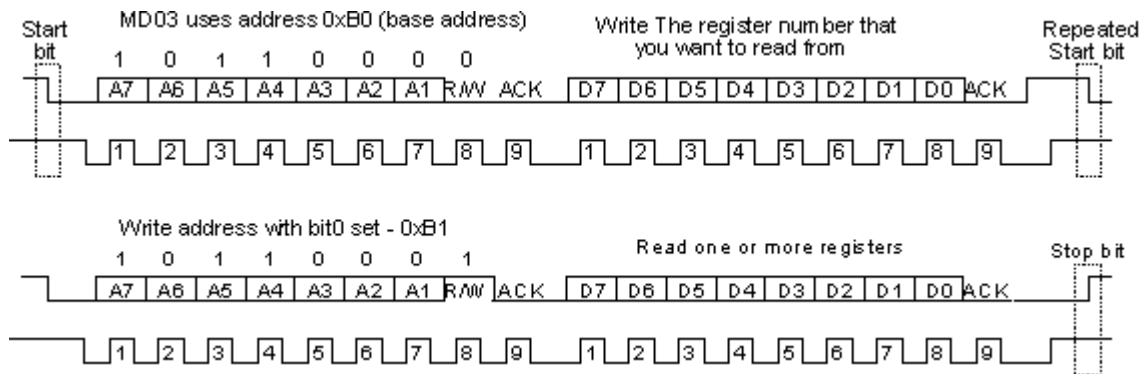 Start
bit
MD03 uses address 0xB0 (base address)
Write The register number that
you want to read from
Repeated
Start bit
1 0 1 1 0 0 0 0
A7 A6 A5 A4 A3 A2 A1 R/W ACK D7 D6 D5 D4 D3 D2 D1 D0 ACK
1 2 3 4 5 6 7 8 9 1 2 3 4 5 6 7 8 9
Write address with bit0 set - 0xB1
Read one or more registers
Stop bit
1 0 1 1 0 0 0 1
A7 A6 A5 A4 A3 A2 A1 R/W ACK D7 D6 D5 D4 D3 D2 D1 D0 ACK
1 2 3 4 5 6 7 8 9 1 2 3 4 5 6 7 8 9